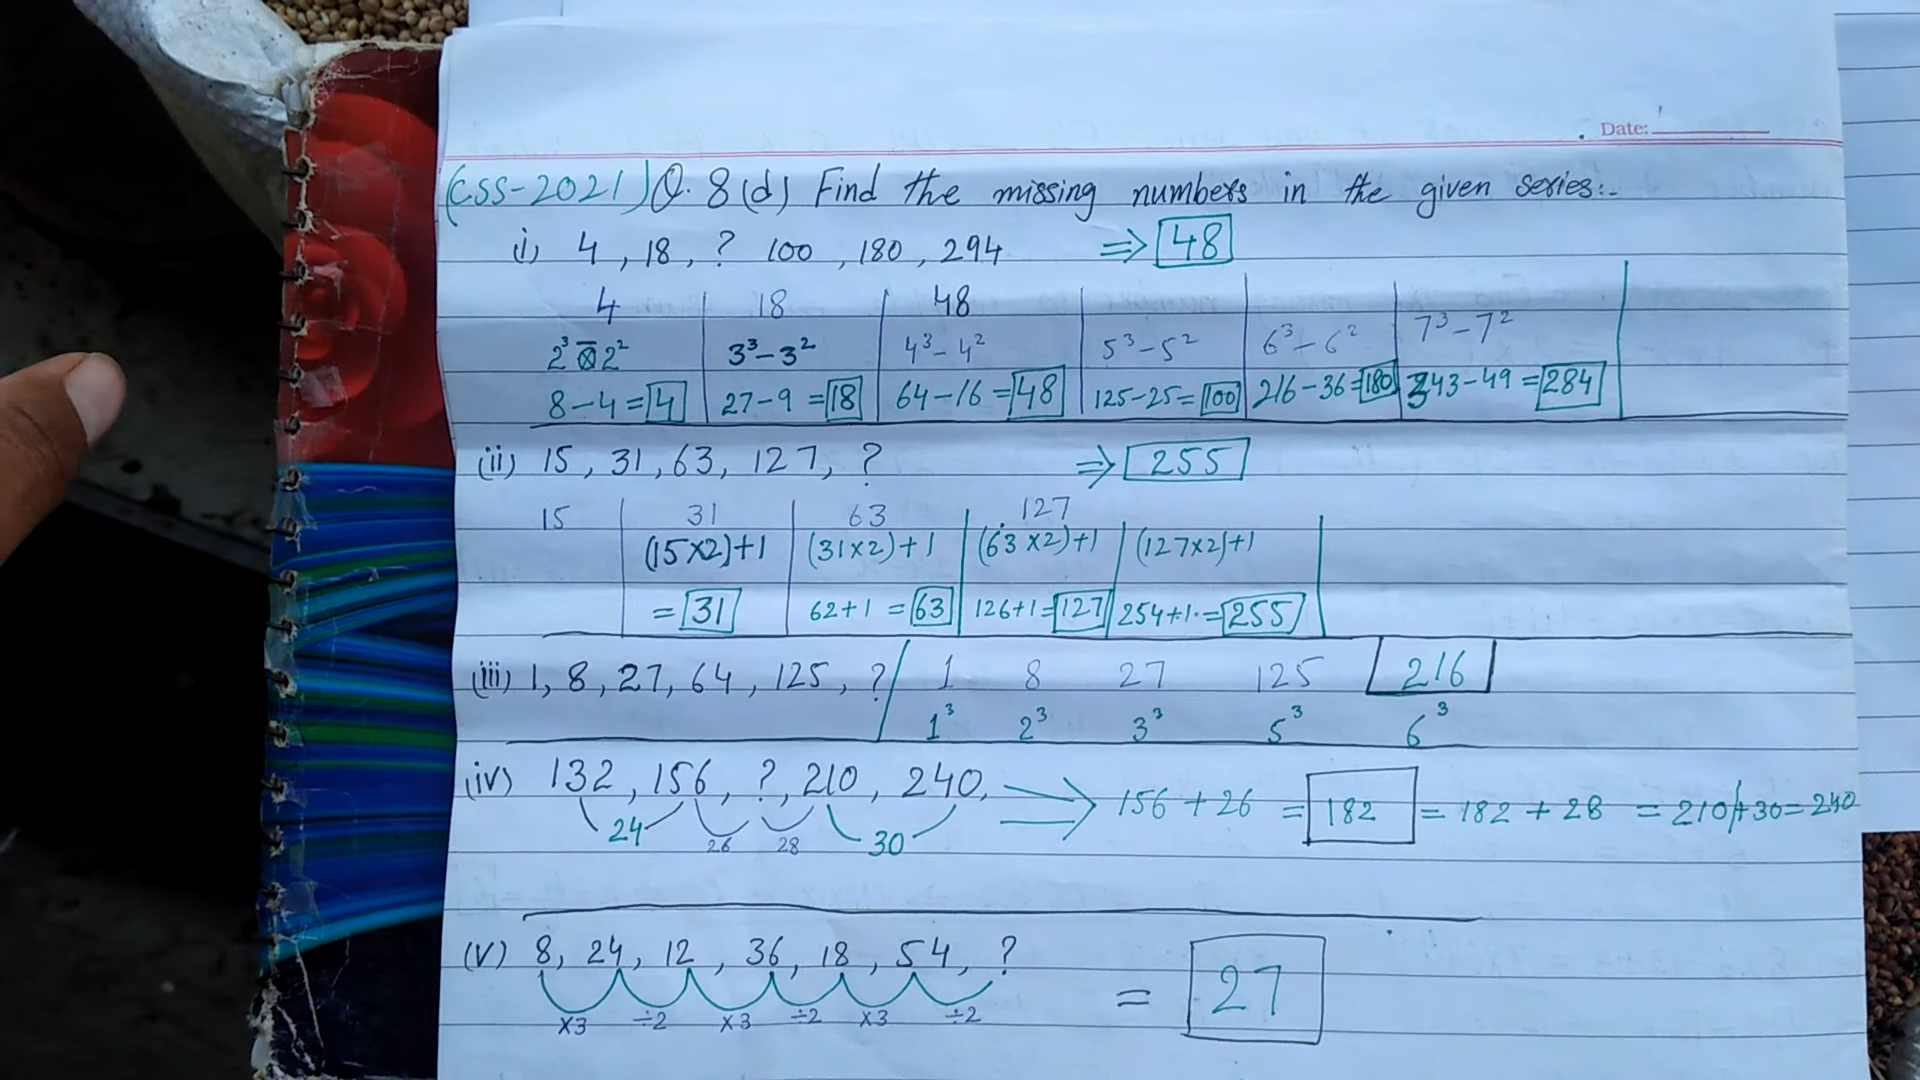 Date:
(CSS-2021) Q.8(d) Find the missing numbers in the given series:-
(i) 4, 18, ? 100, 180, 294 ⇒ 48
4 18 48
2³ - 2² 3³-3² 4³-4² 5³-5² 6³-6² 7³-7²
8-4=4 27-9=18 64-16=48 125-25=100 216-36=180 343-49=284
(ii) 15, 31, 63, 127, ? ⇒ 255
15 31 63 127
(15×2)+1 (31×2)+1 (63×2)+1 (127×2)+1
=31 62+1=63 126+1=127 254+1.=255
(iii) 1, 8, 27, 64, 125, ? / 1 8 27 125 216
1³ 2³ 3³ 5³ 6³
(iv) 132, 156, ?, 210, 240, ⇒ 156+26 = 182 = 182+28 = 210/+30=240
24 26 28 30
(v) 8, 24, 12, 36, 18, 54, ? = 27
×3 ÷2 ×3 ÷2 ×3 ÷2